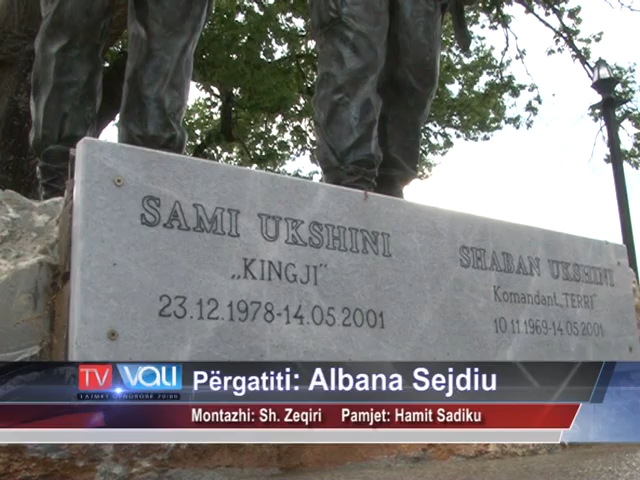 SAMI UKSHINI
„KINGJI“
23.12.1978-14.05.2001
SHABAN UKSHINI
Komandant „TERRI“
10.11.1969-14.05.2001
TV VALI
Përgatiti: Albana Sejdiu
Montazhi: Sh. Zeqiri Pamjet: Hamit Sadiku